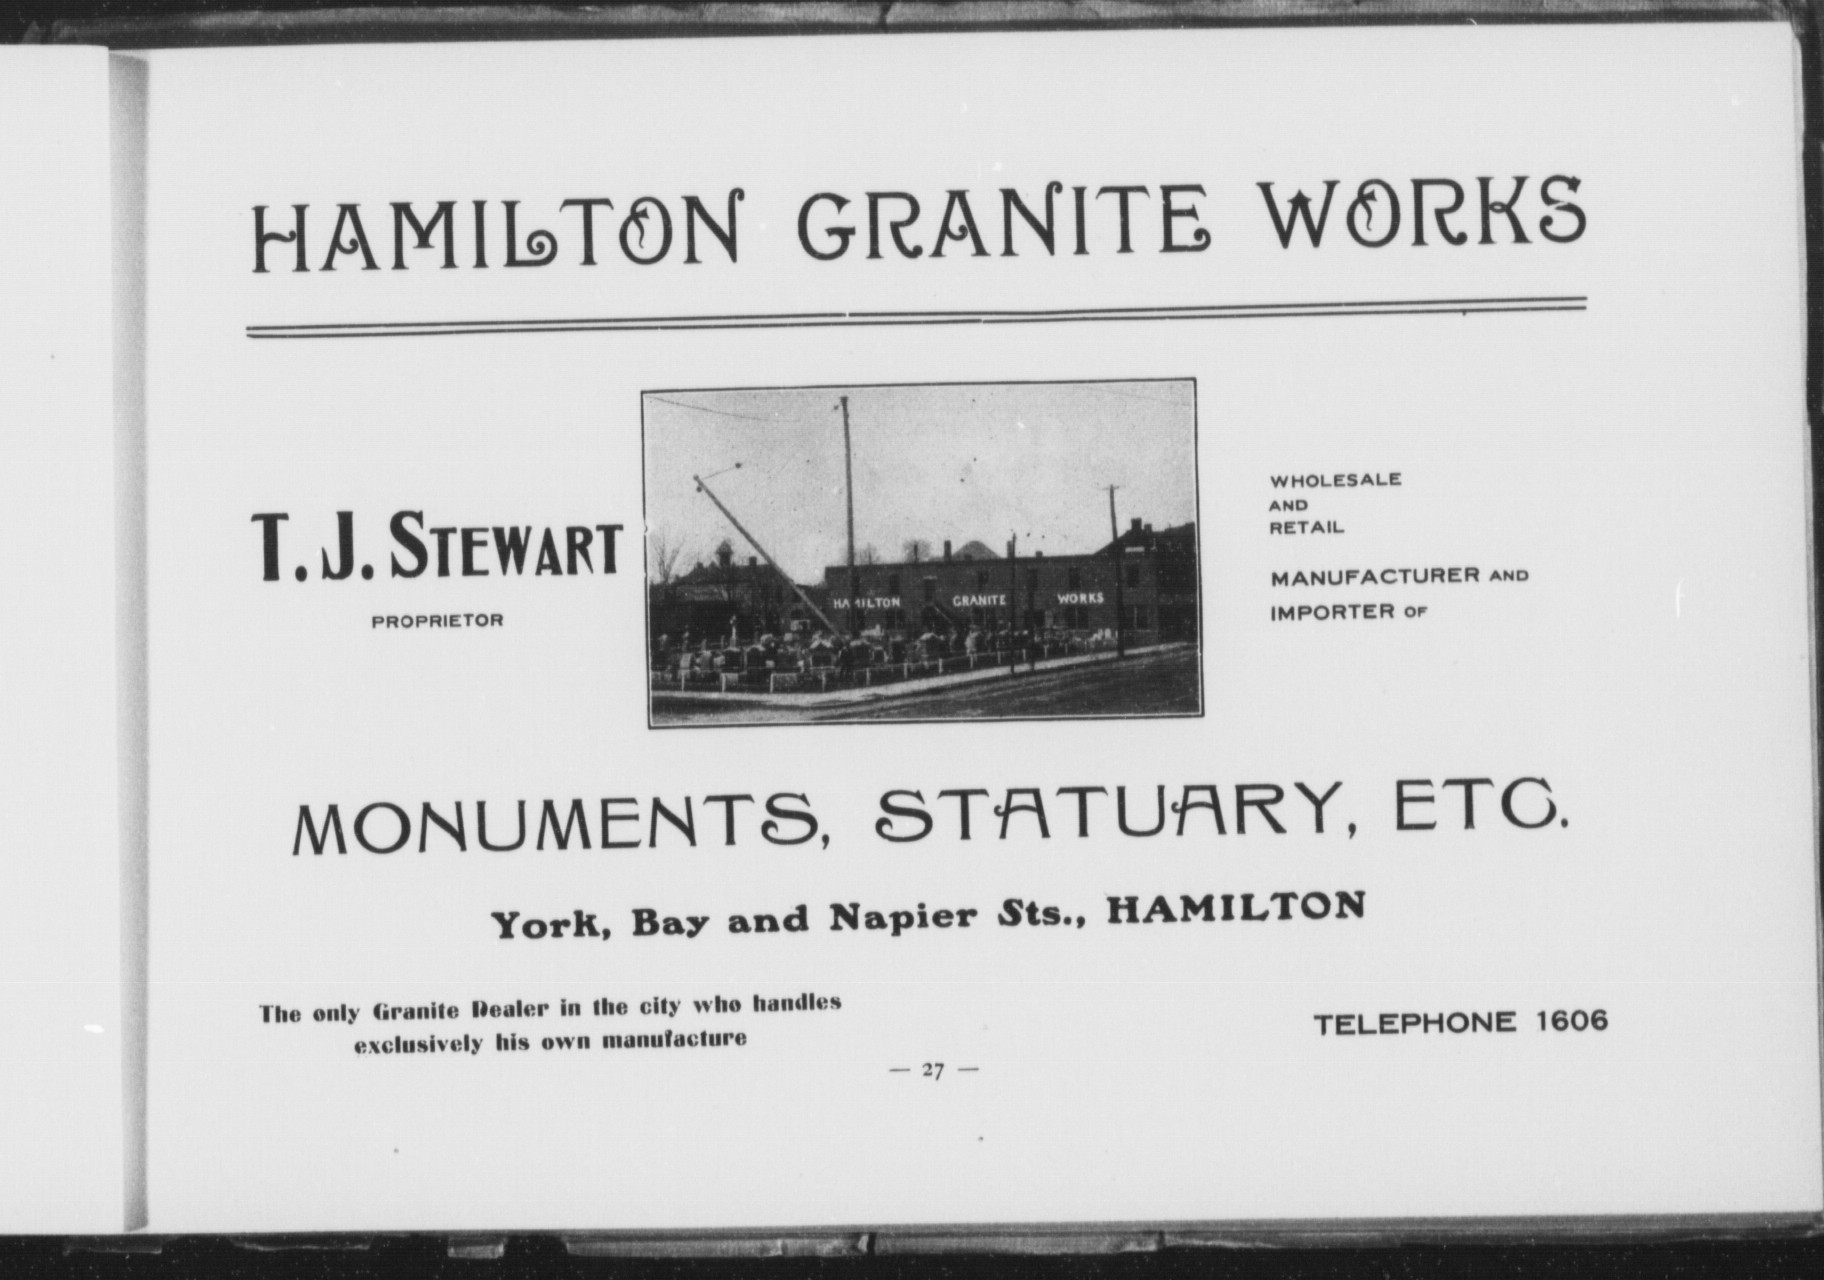 HAMILTON GRANITE WORKS
T. J. STEWART
PROPRIETOR
HAMILTON GRANITE WORKS
WHOLESALE
AND
RETAIL
MANUFACTURER AND
IMPORTER OF
MONUMENTS, STATUARY, ETC.
York, Bay and Napier Sts., HAMILTON
The only Granite Dealer in the city who handles
exclusively his own manufacture
TELEPHONE 1606
— 27 —